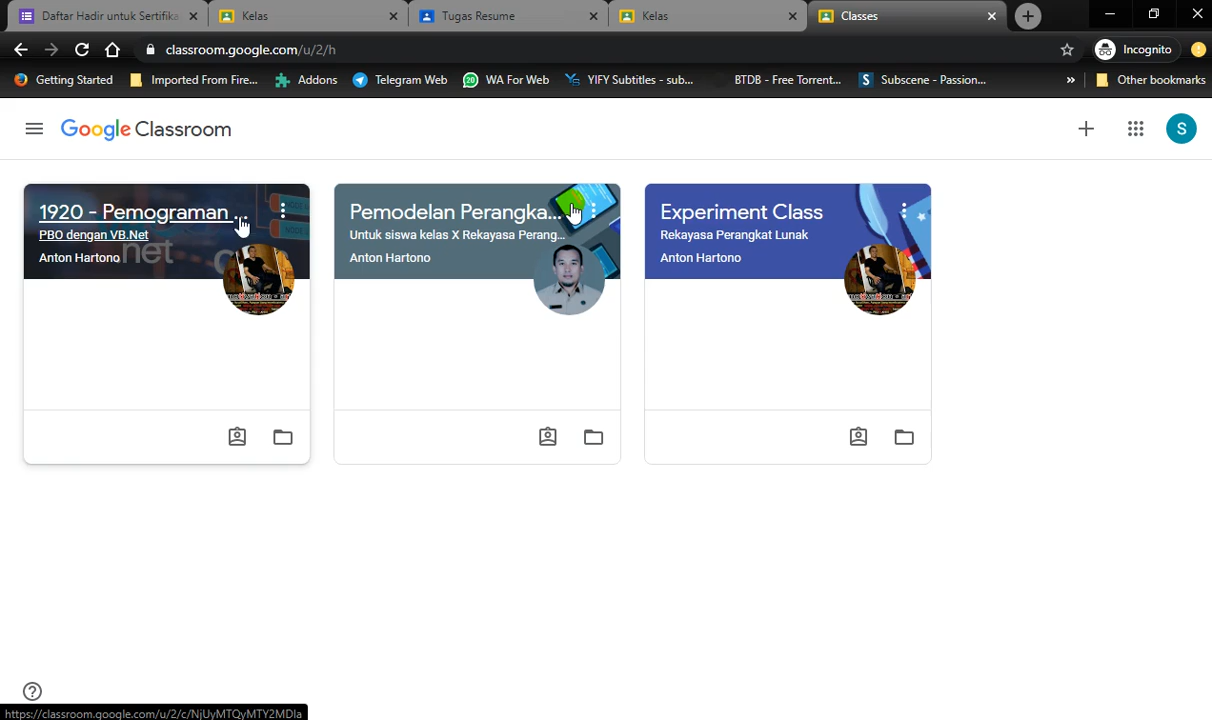 Daftar Hadir untuk Sertifika
Kelas
Tugas Resume
Kelas
Classes
classroom.google.com/u/2/h
Incognito
Getting Started
Imported From Fire...
Addons
Telegram Web
20
WA For Web
YIFY Subtitles - sub...
BTDB - Free Torrent...
S
Subscene - Passion...
»
Other bookmarks
Google Classroom
S
1920 - Pemograman ...
PBO dengan VB.Net
Anton Hartono
net
Pemodelan Perangka...
Untuk siswa kelas X Rekayasa Perang...
Anton Hartono
Experiment Class
Rekayasa Perangkat Lunak
Anton Hartono
https://classroom.google.com/u/2/c/NjUyMTQyMTY2MDla